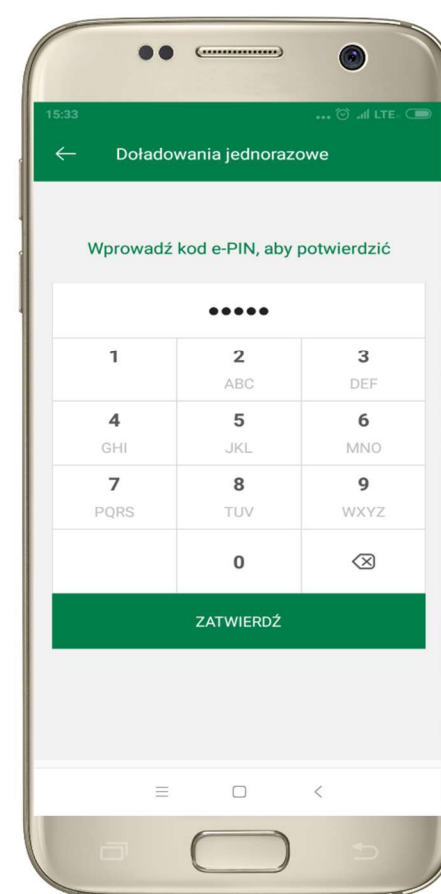 15:33 ... LTE
Doładowania jednorazowe
Wprowadź kod e-PIN, aby potwierdzić
•••••
1 2 3
ABC DEF
4 5 6
GHI JKL MNO
7 8 9
PQRS TUV WXYZ
0
ZATWIERDŹ